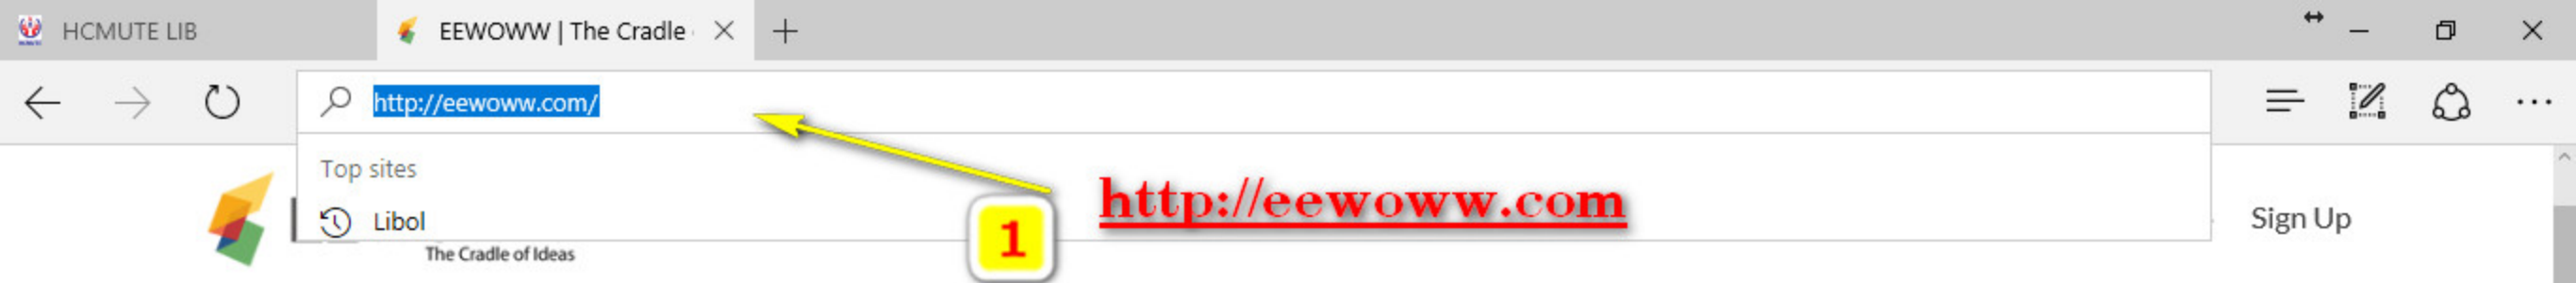 HCMUTE LIB
EEWOWW | The Cradle
http://eewoww.com/
Top sites
Libol
The Cradle of Ideas
1
http://eewoww.com
Sign Up